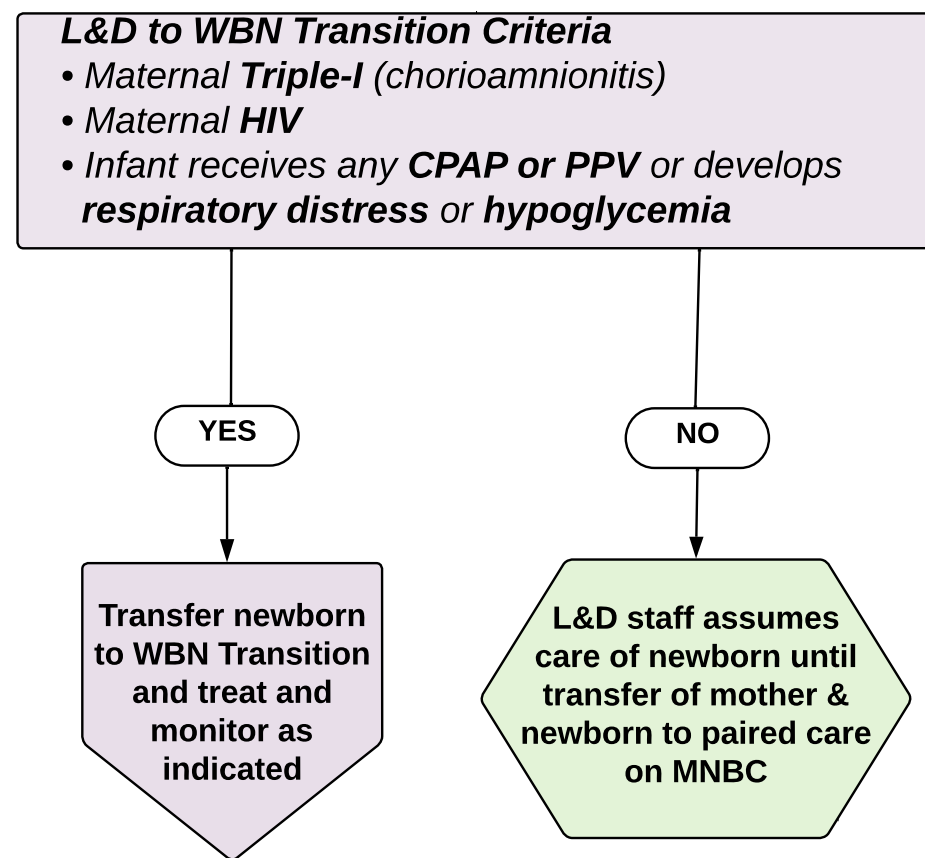 L&D to WBN Transition Criteria
• Maternal Triple-I (chorioamnionitis)
• Maternal HIV
• Infant receives any CPAP or PPV or develops
respiratory distress or hypoglycemia
YES
NO
Transfer newborn
to WBN Transition
and treat and
monitor as
indicated
L&D staff assumes
care of newborn until
transfer of mother &
newborn to paired care
on MNBC